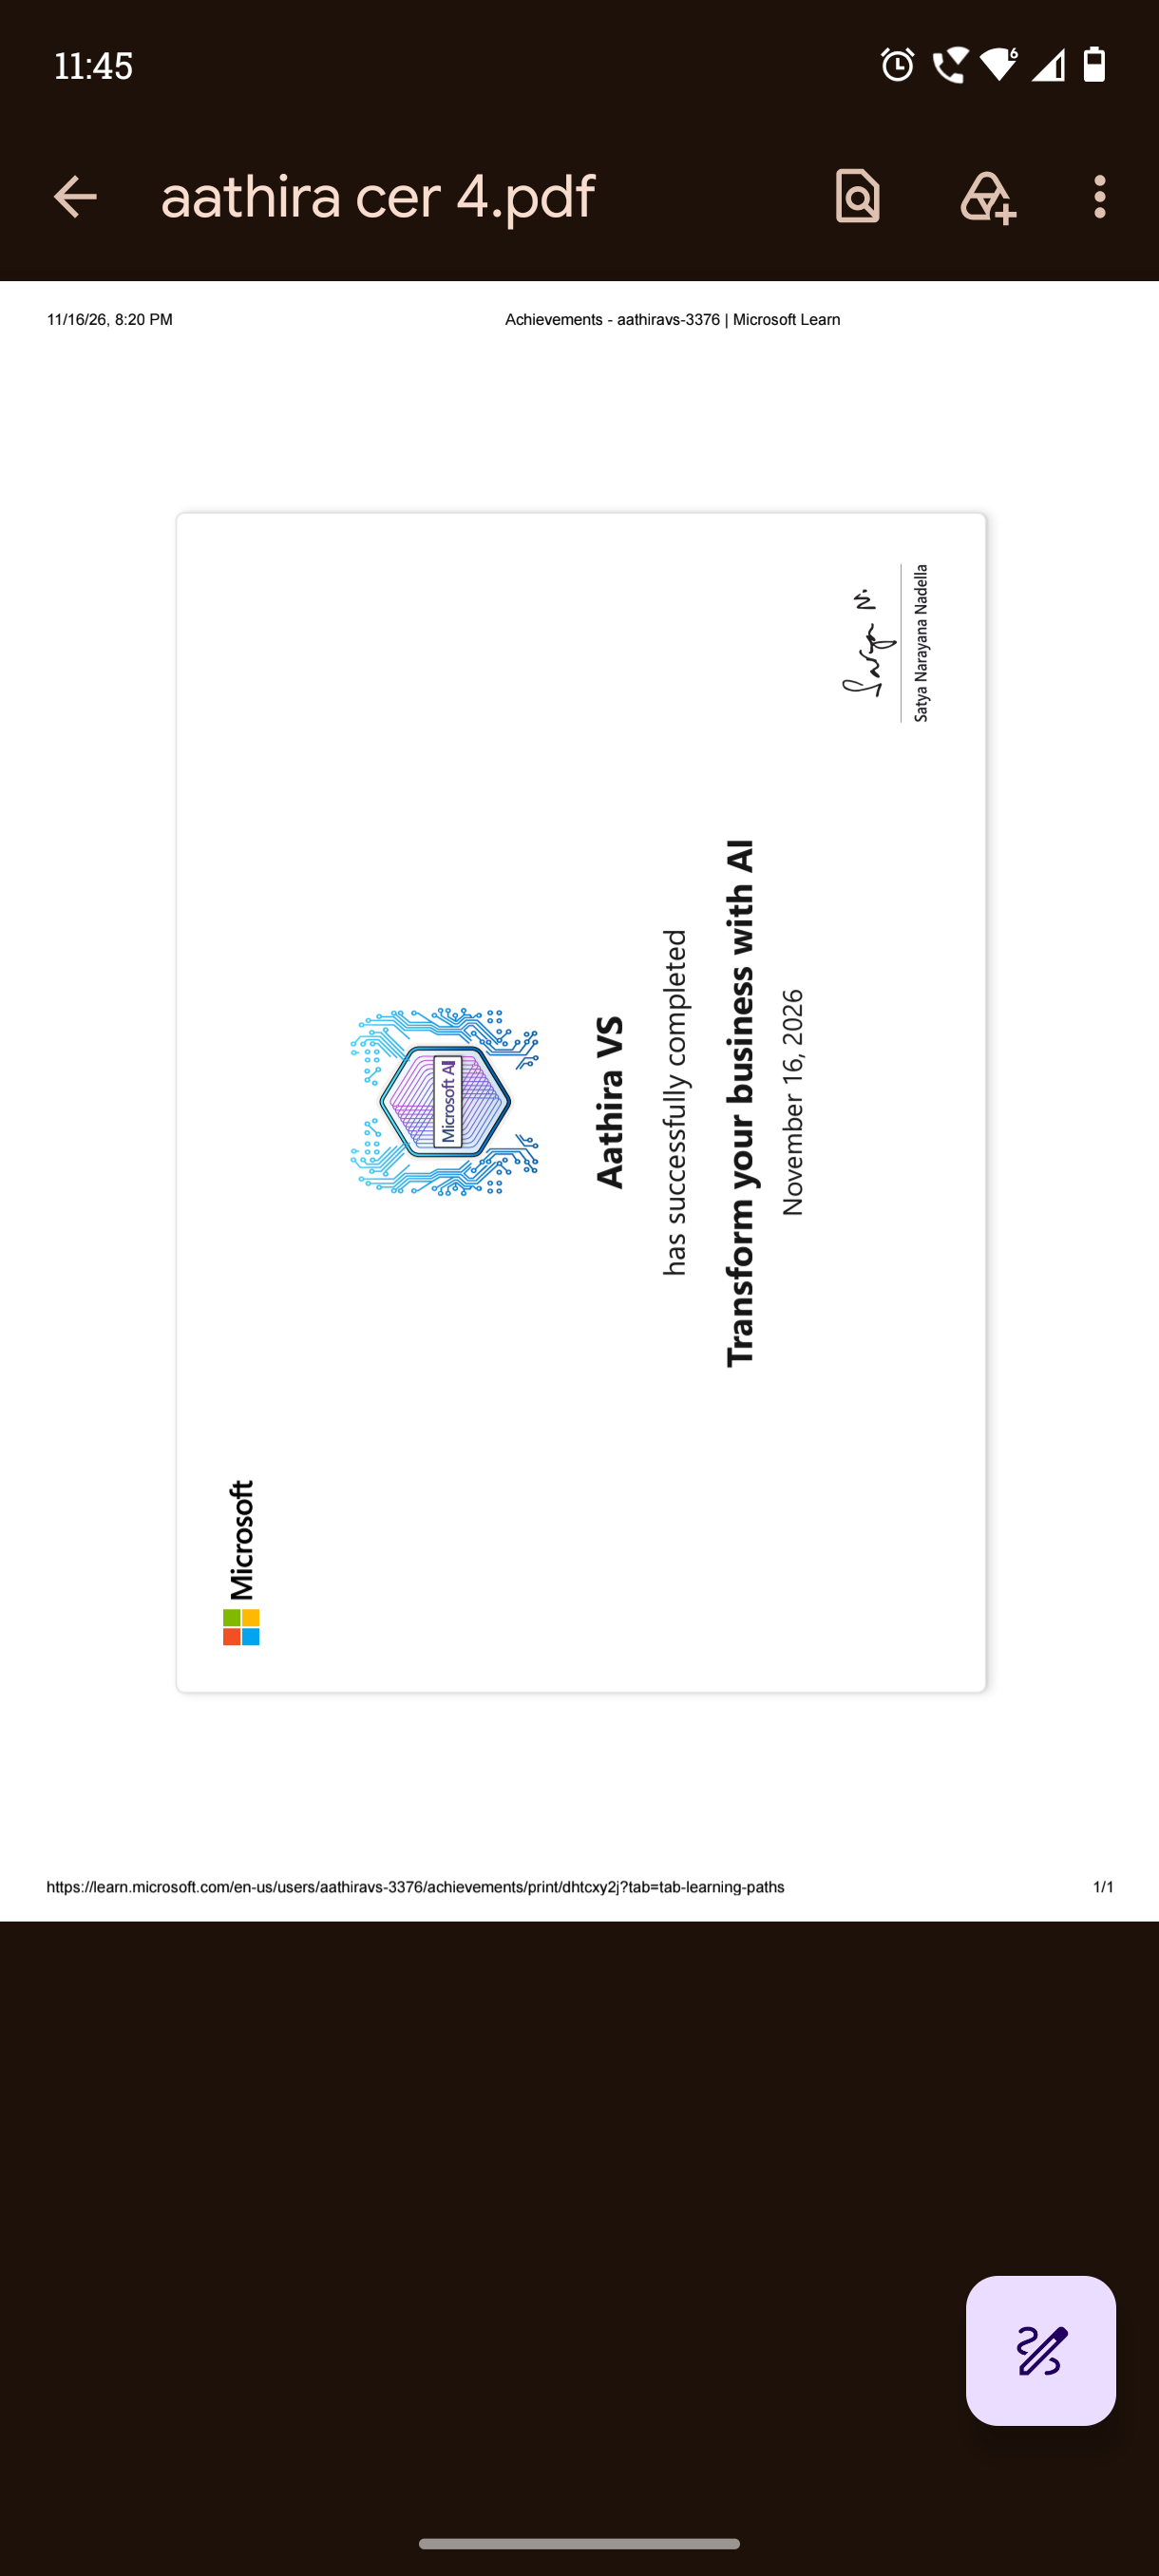 11:45
6
aathira cer 4.pdf
11/16/26, 8:20 PM
Achievements - aathiravs-3376 | Microsoft Learn
Microsoft
Microsoft AI
Aathira VS
has successfully completed
Transform your business with AI
November 16, 2026
Satya N.
Satya Narayana Nadella
https://learn.microsoft.com/en-us/users/aathiravs-3376/achievements/print/dhtcxy2j?tab=tab-learning-paths
1/1